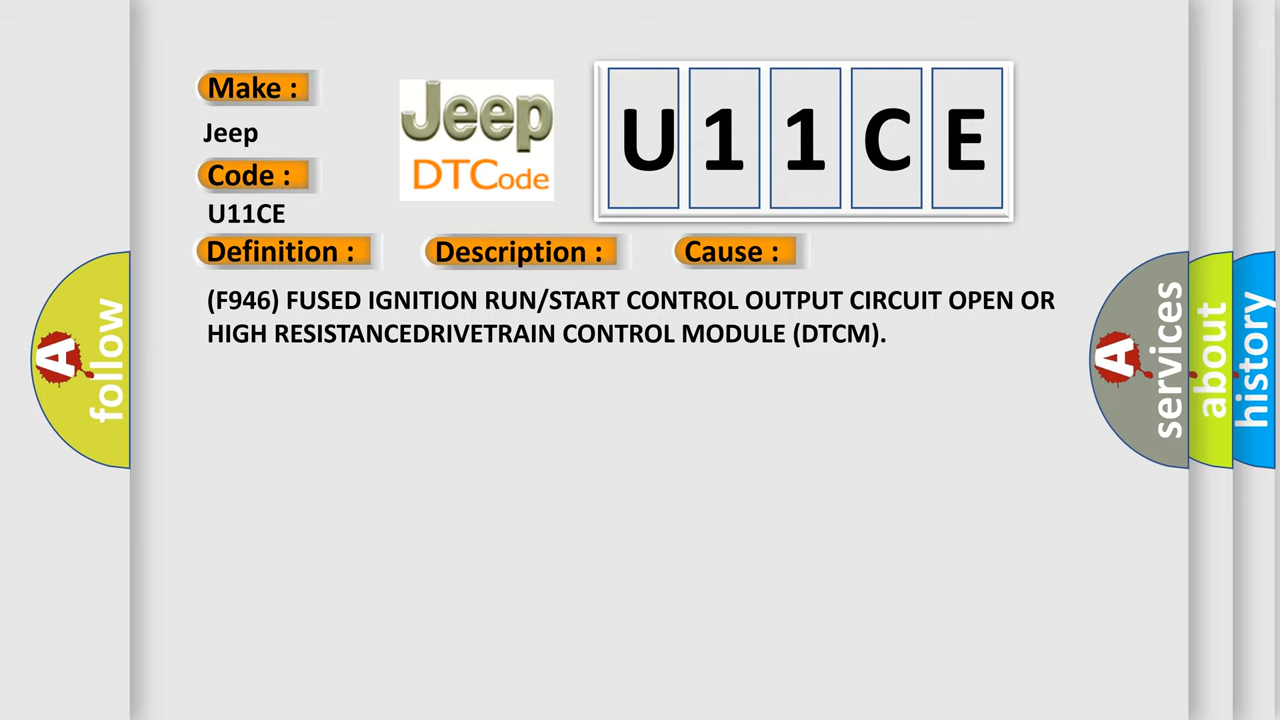 Make :
Jeep
Code :
U11CE
Jeep
DTCode
U11CE
Definition :
Description :
Cause :
(F946) FUSED IGNITION RUN/START CONTROL OUTPUT CIRCUIT OPEN OR
HIGH RESISTANCEDRIVETRAIN CONTROL MODULE (DTCM).
A follow
A services
about
history